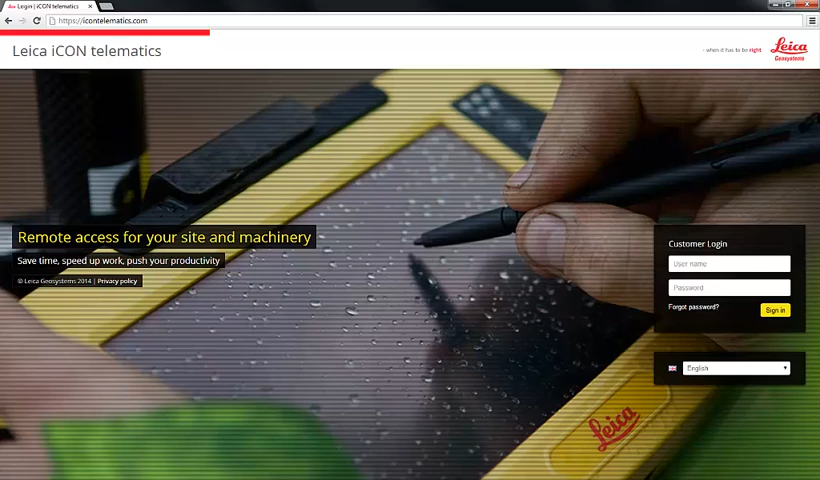 Login | iCON telematics
https://icontelematics.com
Leica iCON telematics
- when it has to be right
Leica
Geosystems
Remote access for your site and machinery
Save time, speed up work, push your productivity
© Leica Geosystems 2014 | Privacy policy
Customer Login
User name
Password
Forgot password?
Sign in
English
Leica